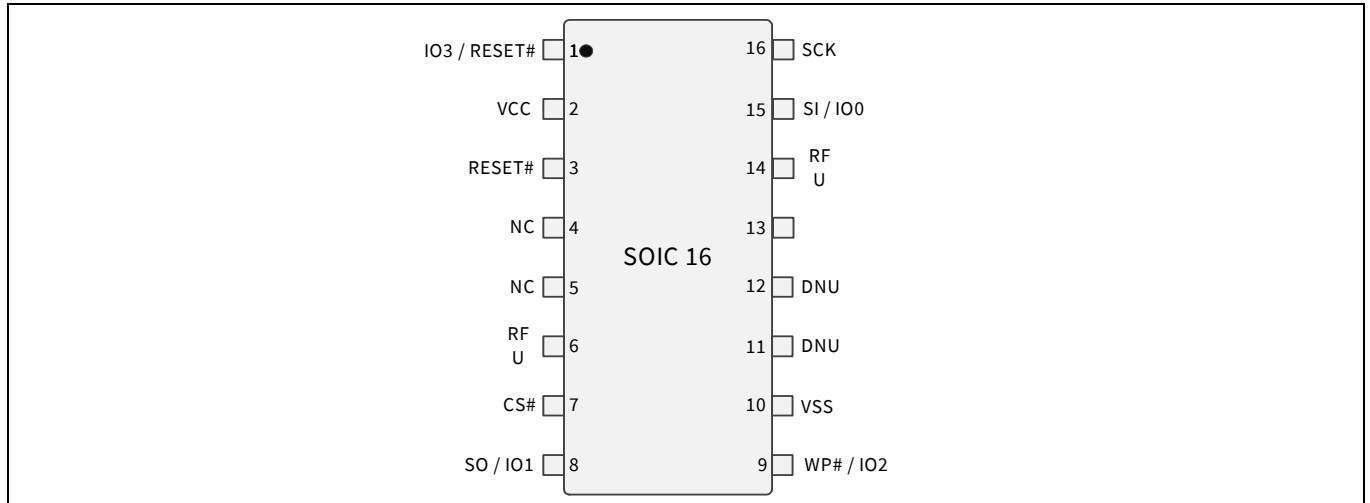 IO3 / RESET# 1 16 SCK
VCC 2 15 SI / IO0
RESET# 3 14 RF
U
NC 4 13
SOIC 16
NC 5 12 DNU
RF
U 6 11 DNU
CS# 7 10 VSS
SO / IO1 8 9 WP# / IO2